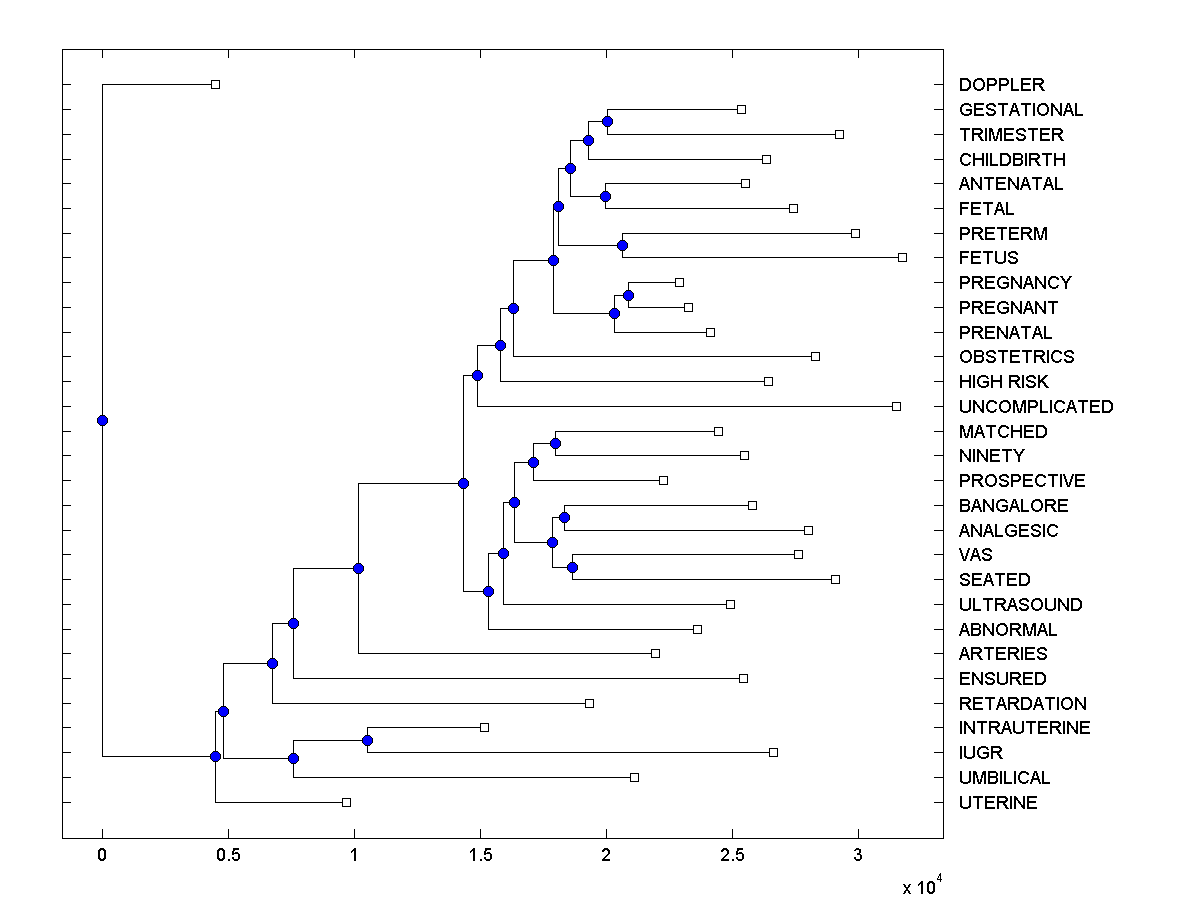 DOPPLER
GESTATIONAL
TRIMESTER
CHILDBIRTH
ANTENATAL
FETAL
PRETERM
FETUS
PREGNANCY
PREGNANT
PRENATAL
OBSTETRICS
HIGH RISK
UNCOMPLICATED
MATCHED
NINETY
PROSPECTIVE
BANGALORE
ANALGESIC
VAS
SEATED
ULTRASOUND
ABNORMAL
ARTERIES
ENSURED
RETARDATION
INTRAUTERINE
IUGR
UMBILICAL
UTERINE
0 0.5 1 1.5 2 2.5 3
x 10^4